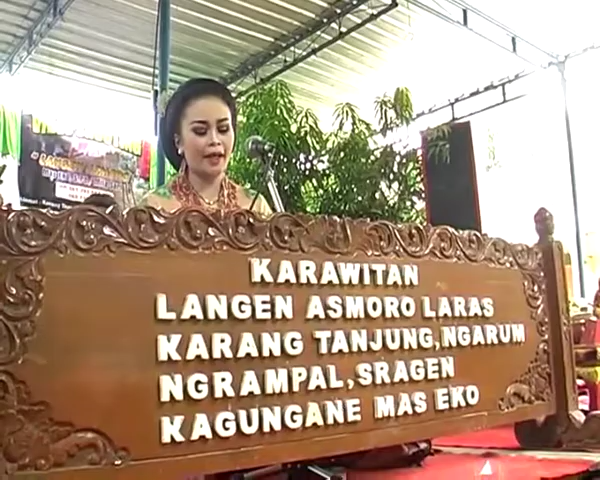 KARAWITAN
LANGEN ASMORO LARAS
KARANG TANJUNG,NGARUM
NGRAMPAL,SRAGEN
KAGUNGANE MAS EKO